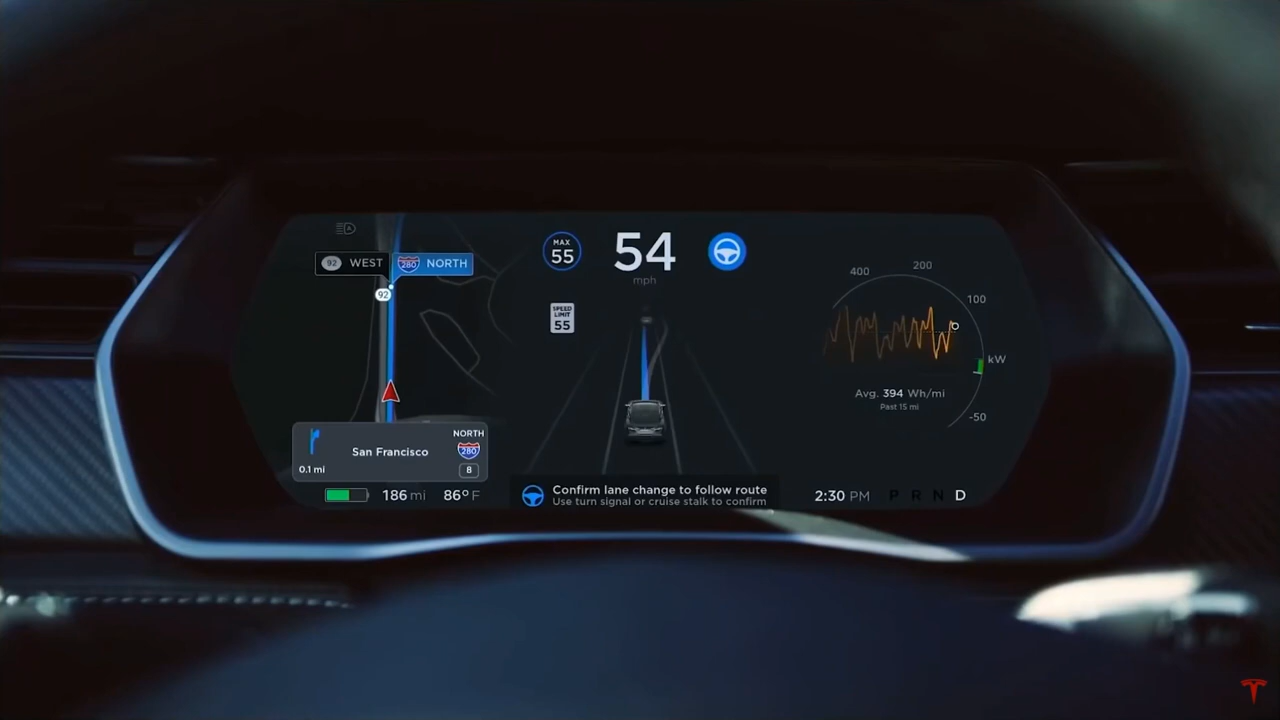 92 WEST
280 NORTH
92
NORTH
San Francisco
280
0.1 mi
8
186 mi 86° F
MAX
55
54
mph
SPEED
LIMIT
55
Confirm lane change to follow route
Use turn signal or cruise stalk to confirm
400
200
100
kW
-50
Avg. 394 Wh/mi
Past 15 mi
2:30 PM P R N D